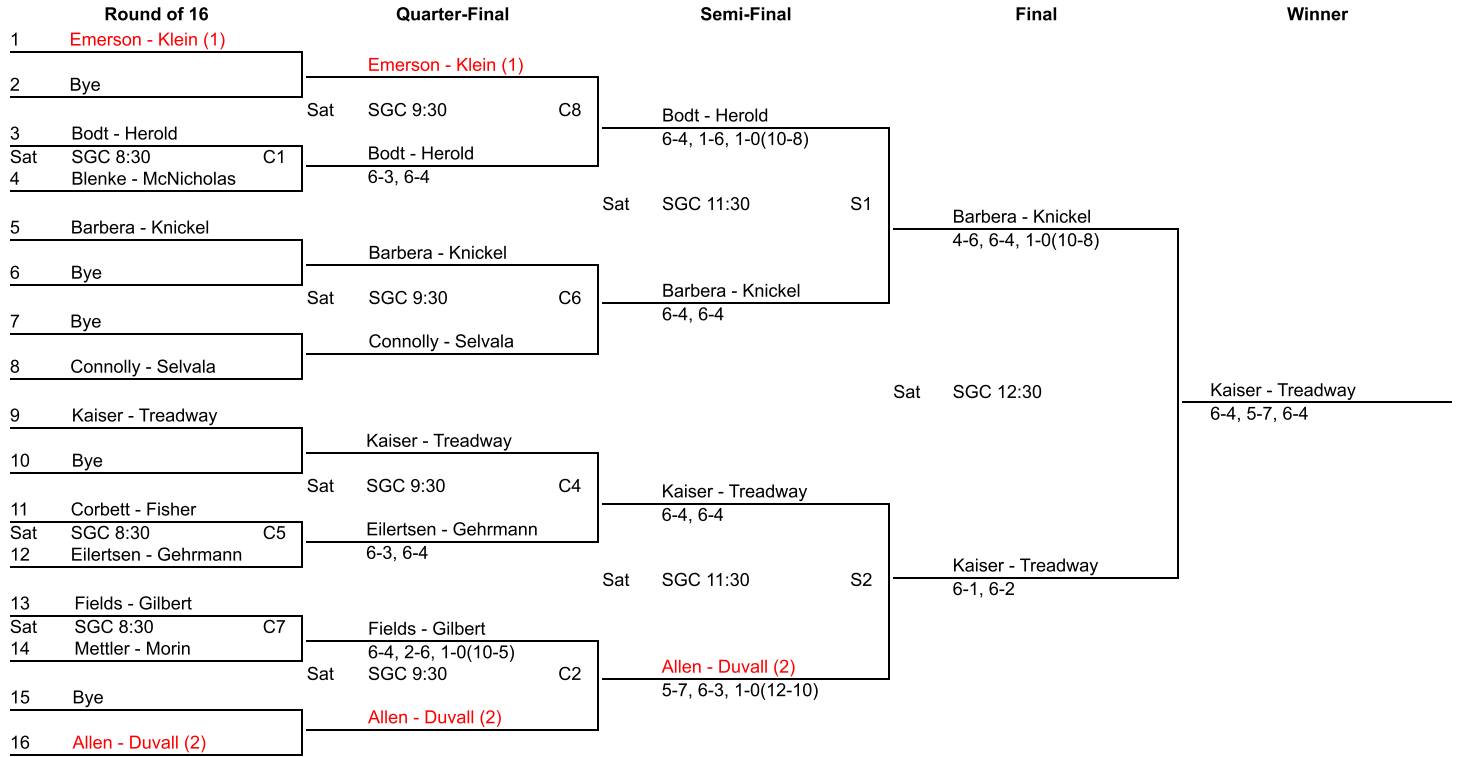 Round of 16 Quarter-Final Semi-Final Final Winner
1 Emerson - Klein (1)
2 Bye
3 Bodt - Herold
Sat SGC 8:30 C1
4 Blenke - McNicholas
5 Barbera - Knickel
6 Bye
7 Bye
8 Connolly - Selvala
9 Kaiser - Treadway
10 Bye
11 Corbett - Fisher
Sat SGC 8:30 C5
12 Eilertsen - Gehrmann
13 Fields - Gilbert
Sat SGC 8:30 C7
14 Mettler - Morin
15 Bye
16 Allen - Duvall (2)
Emerson - Klein (1)
Sat SGC 9:30 C8
Bodt - Herold
6-3, 6-4
Barbera - Knickel
Sat SGC 9:30 C6
Connolly - Selvala
Kaiser - Treadway
Sat SGC 9:30 C4
Eilertsen - Gehrmann
6-3, 6-4
Fields - Gilbert
6-4, 2-6, 1-0(10-5)
Sat SGC 9:30 C2
Allen - Duvall (2)
Bodt - Herold
6-4, 1-6, 1-0(10-8)
Sat SGC 11:30 S1
Barbera - Knickel
6-4, 6-4
Kaiser - Treadway
6-4, 6-4
Sat SGC 11:30 S2
Allen - Duvall (2)
5-7, 6-3, 1-0(12-10)
Barbera - Knickel
4-6, 6-4, 1-0(10-8)
Sat SGC 12:30
Kaiser - Treadway
6-1, 6-2
Kaiser - Treadway
6-4, 5-7, 6-4